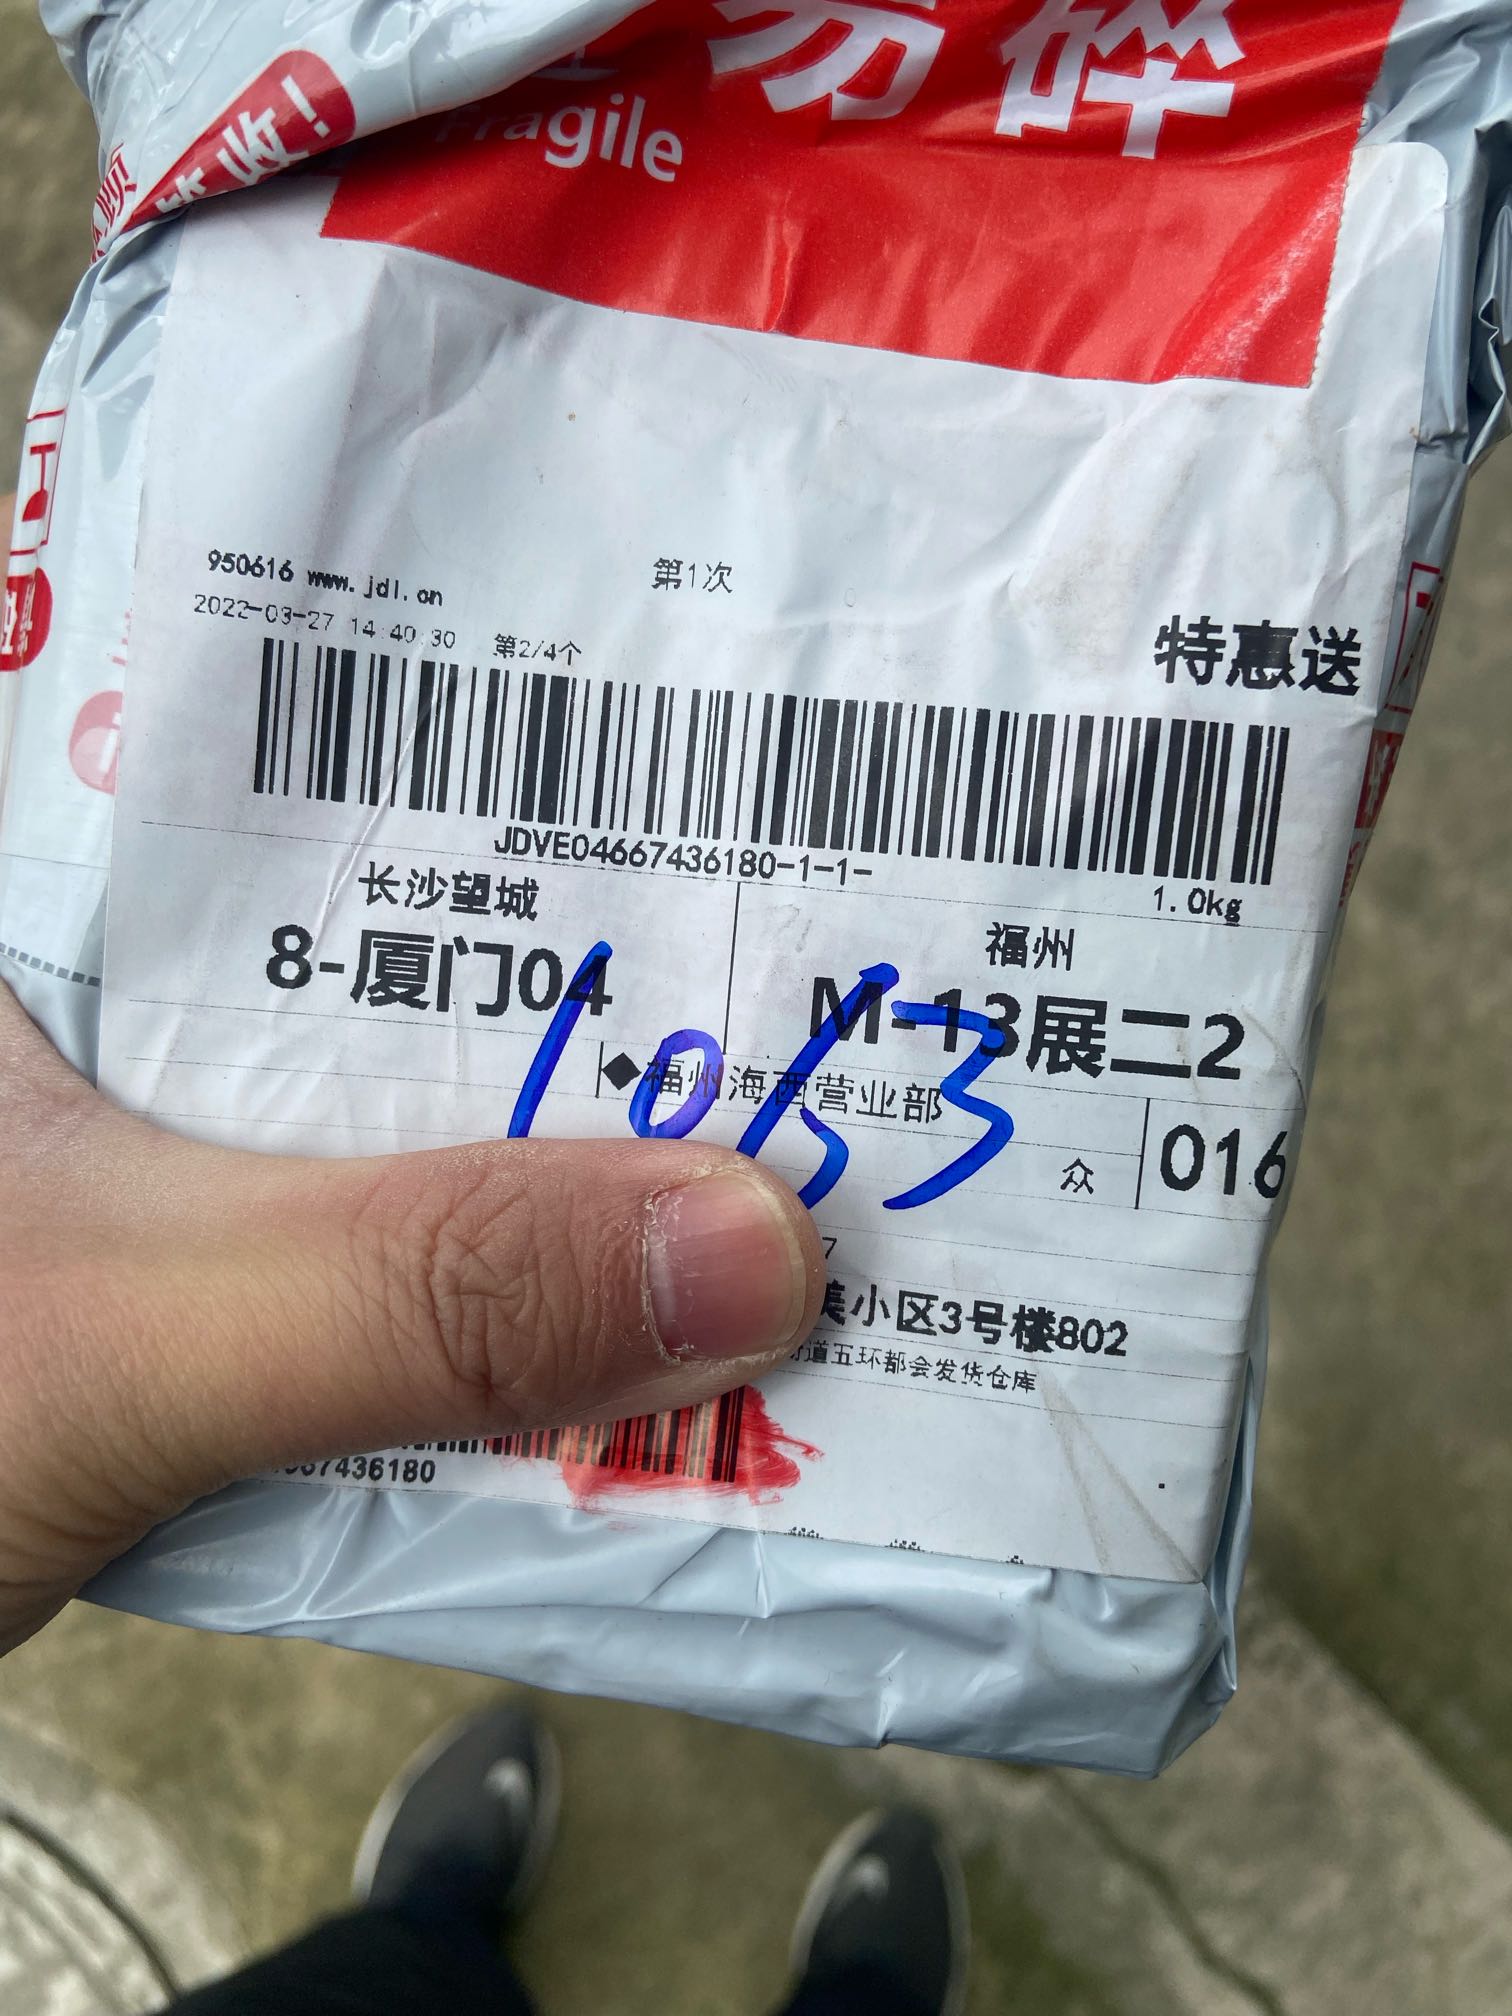 易碎
Fragile
签收!
950616 www.jdl.cn
第1次
2022-03-27 14:40:30 第2/4个
特惠送
JDVE04667436180-1-1-
1.0kg
长沙望城
福州
8-厦门04
M-13展二2
◆福州海西营业部
众
016
7
美小区3号楼802
道五环都会发货仓库
67436180